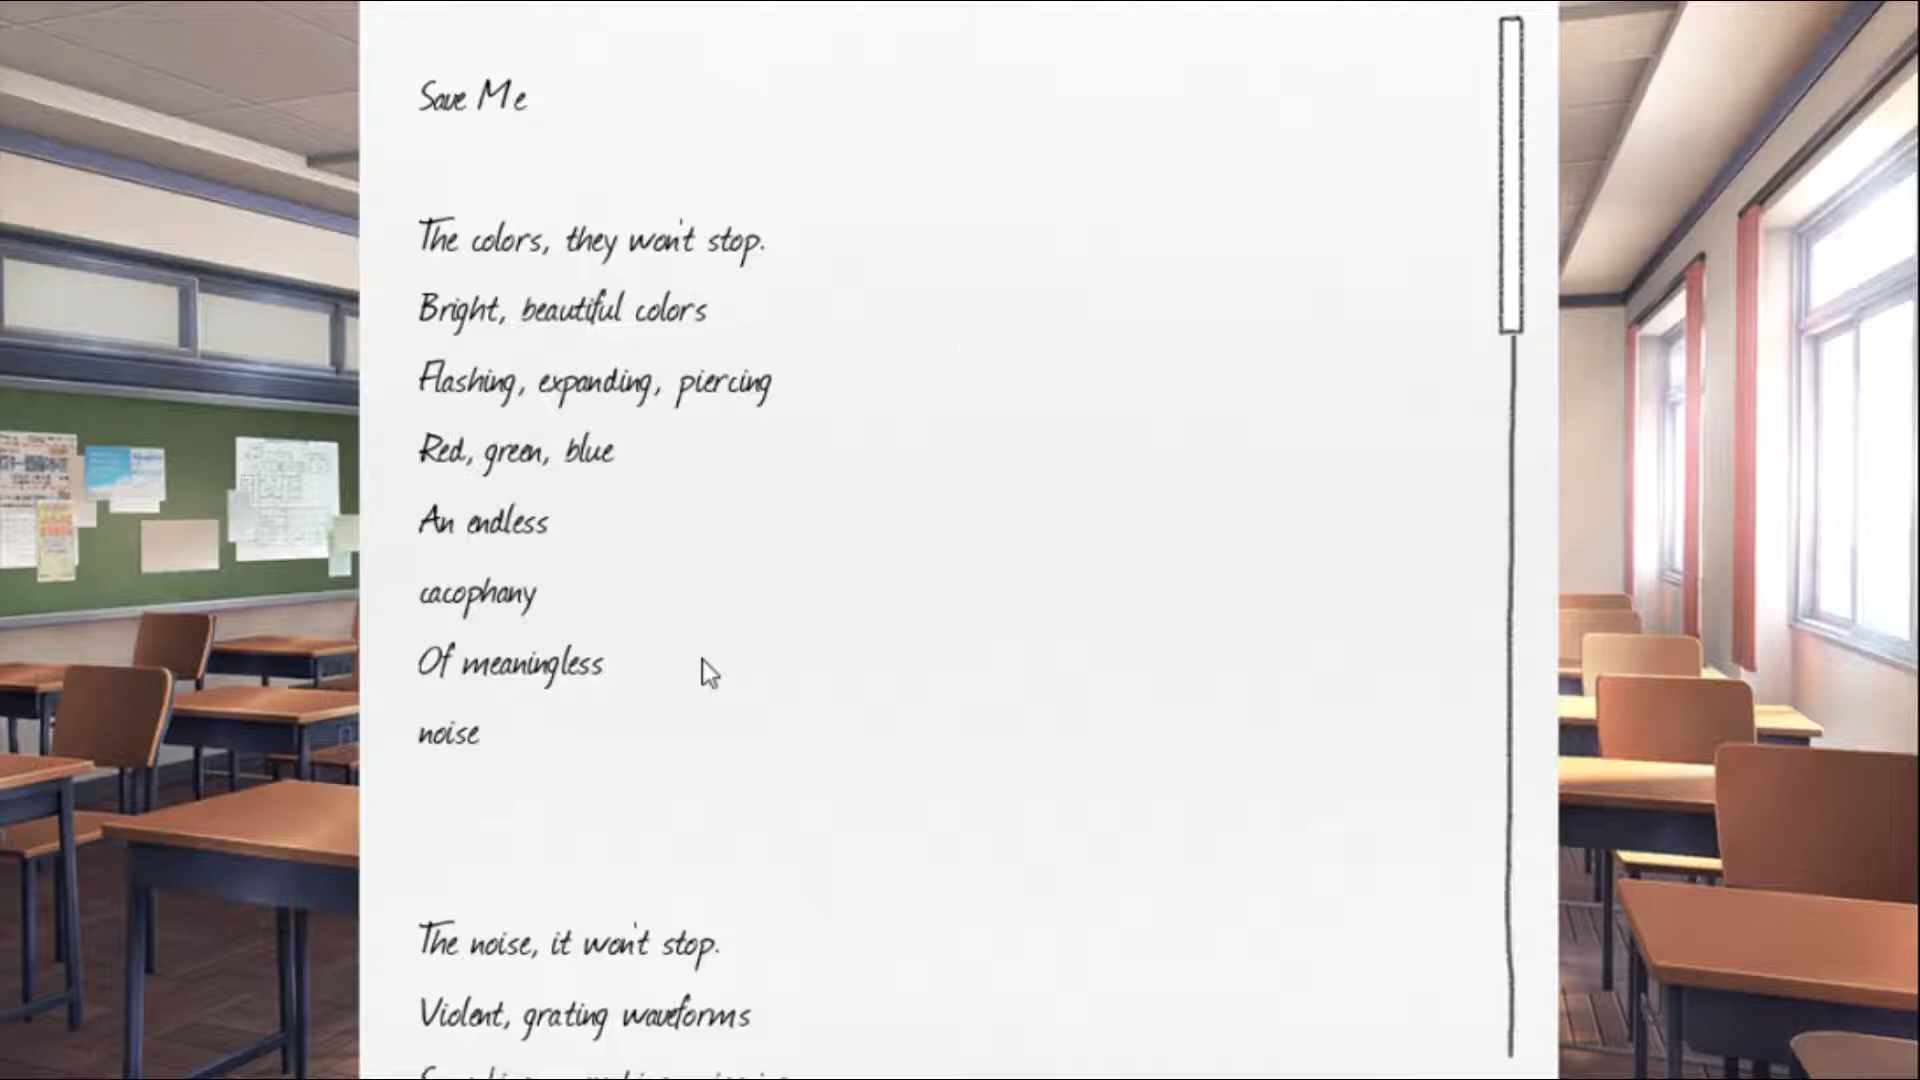 Save Me
The colors, they won't stop.
Bright, beautiful colors
Flashing, expanding, piercing
Red, green, blue
An endless
cacophony
Of meaningless
noise
The noise, it won't stop.
Violent, grating waveforms